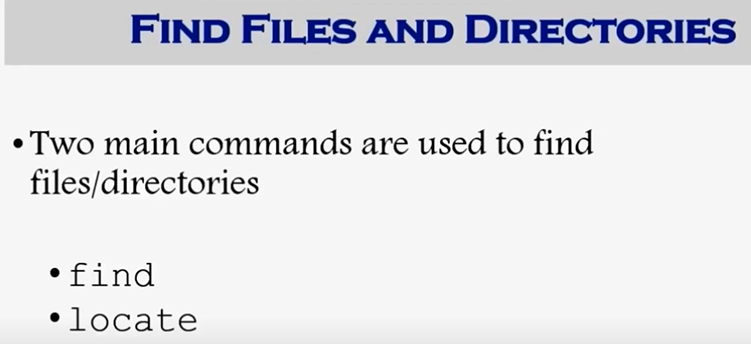 FIND FILES AND DIRECTORIES
• Two main commands are used to find
files/directories
• find
• locate